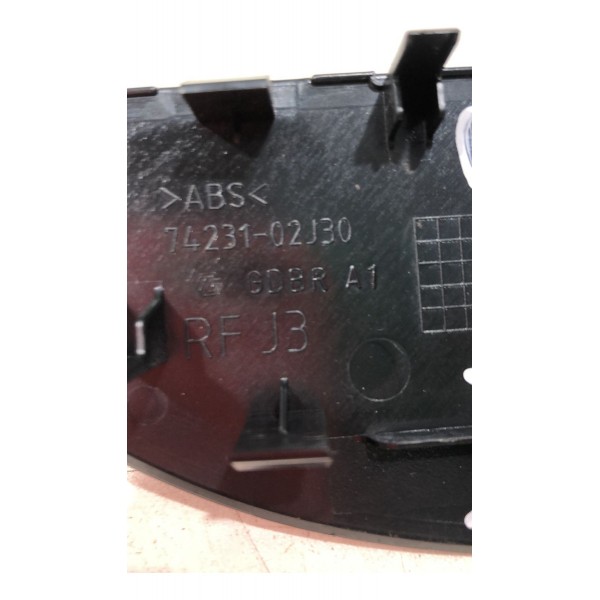 >ABS<
74231-02J30
GDBR A1
RF J3